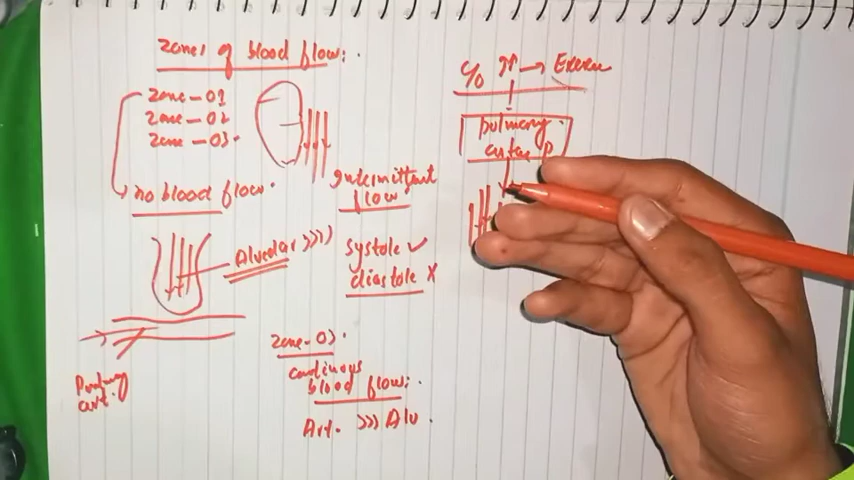 Zones of blood flow:
zone-01
zone-02
zone-03.
no blood flow.
Alveolar >>>)
Intermittent
flow
systole ✓
diastole X
zone-03.
continuous
blood flow:
Art. >>> Alv.
Pulmonary
art.
C/O ↑↑ → Exercise
pulmonary
artery p